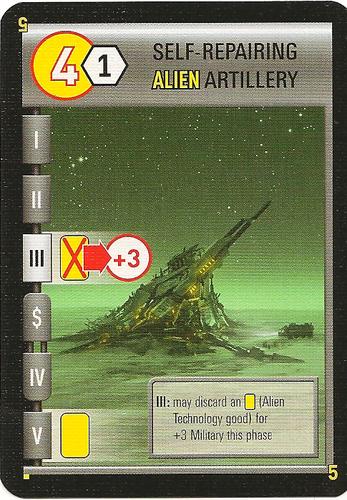 5
4 1
SELF-REPAIRING
ALIEN ARTILLERY
I
II
III +3
$
IV
V
III: may discard an (Alien
Technology good) for
+3 Military this phase
5